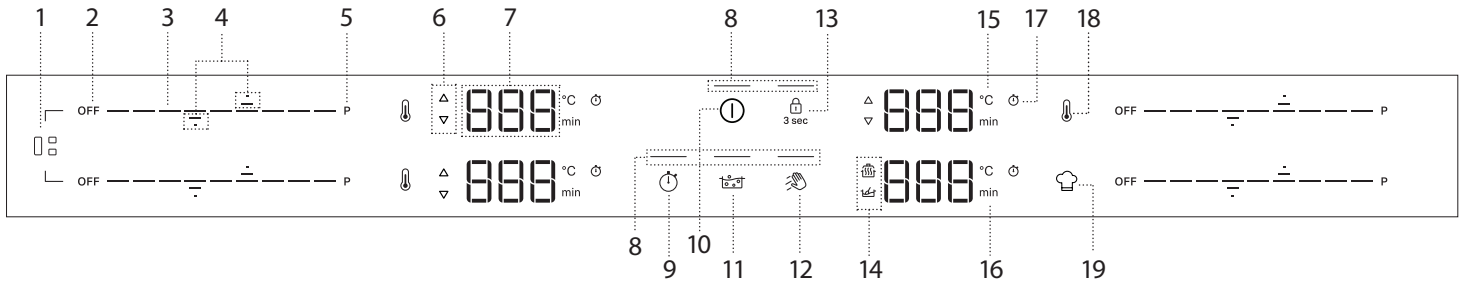 1 2 3 4 5 6 7 8 13 15 17 18
OFF P 888 °C min 3 sec 888 °C min OFF P
OFF P 888 °C min 888 °C min OFF P
8 9 10 11 12 14 16 19